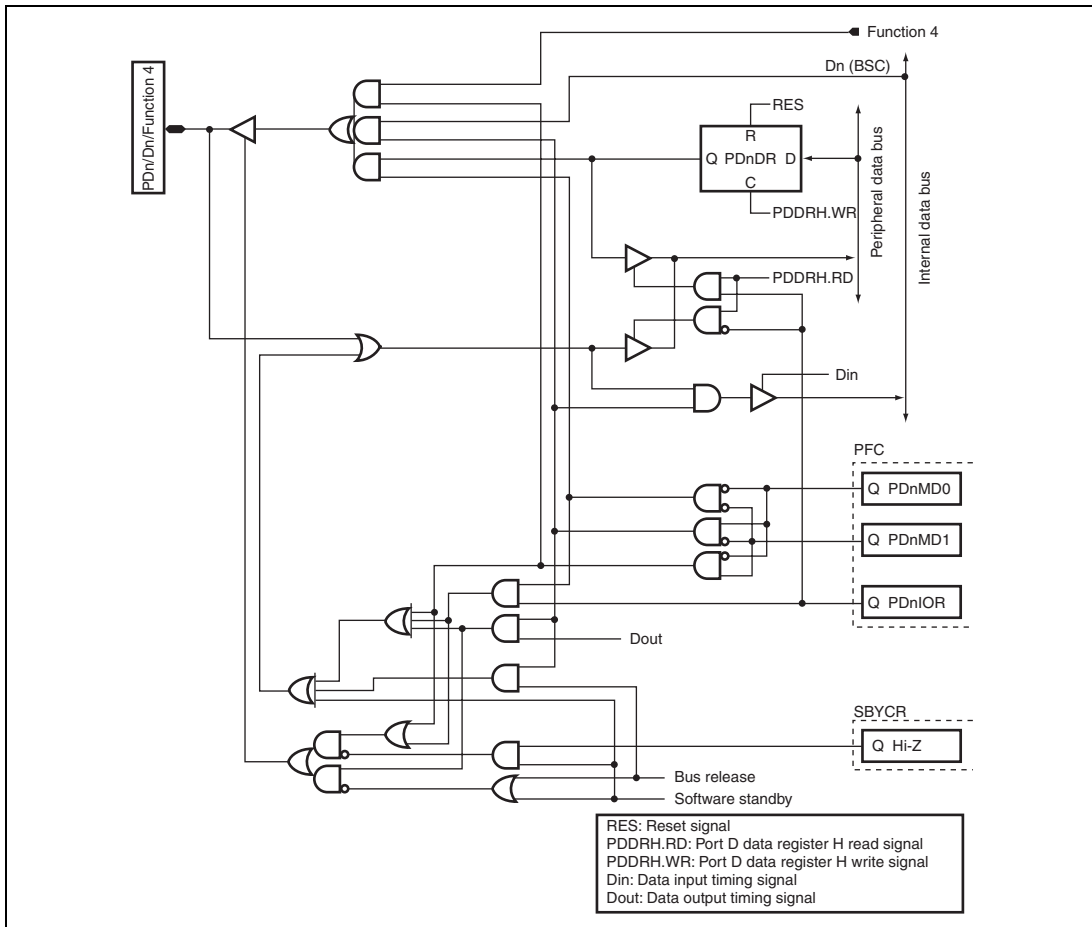 Function 4
Dn (BSC)
PDn/Dn/Function 4
RES
R
Q PDnDR D
C
PDDRH.WR
Peripheral data bus
Internal data bus
PDDRH.RD
Din
PFC
Q PDnMD0
Q PDnMD1
Q PDnIOR
Dout
SBYCR
Q Hi-Z
Bus release
Software standby
RES: Reset signal
PDDRH.RD: Port D data register H read signal
PDDRH.WR: Port D data register H write signal
Din: Data input timing signal
Dout: Data output timing signal